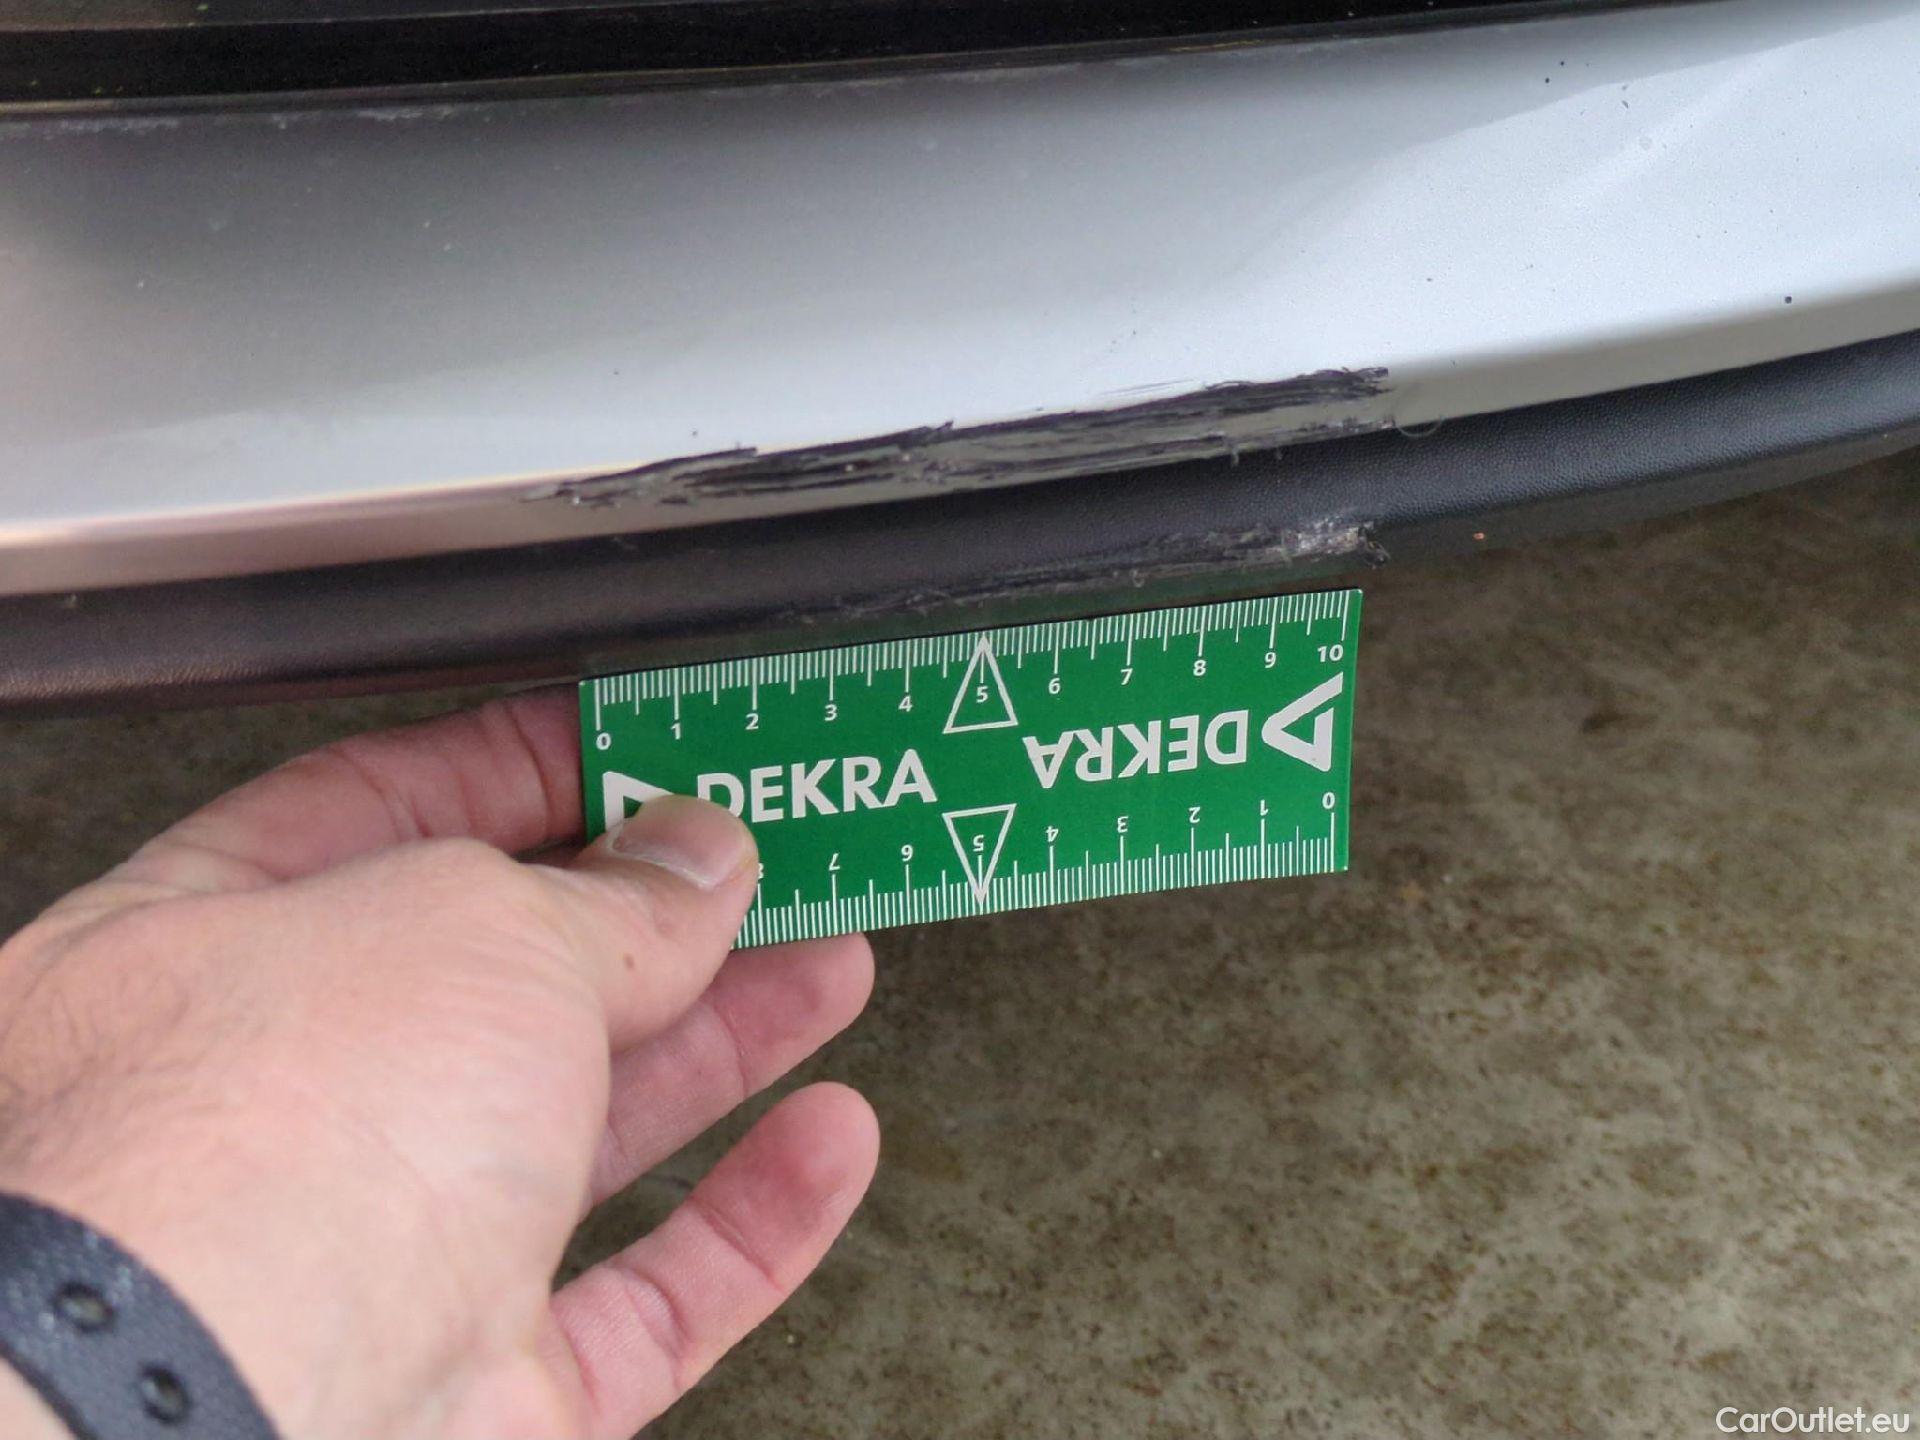 0 1 2 3 4 5 6 7 8 9 10
DEKRA
DEKRA
8 7 6 5 4 3 2 1 0
CarOutlet.eu